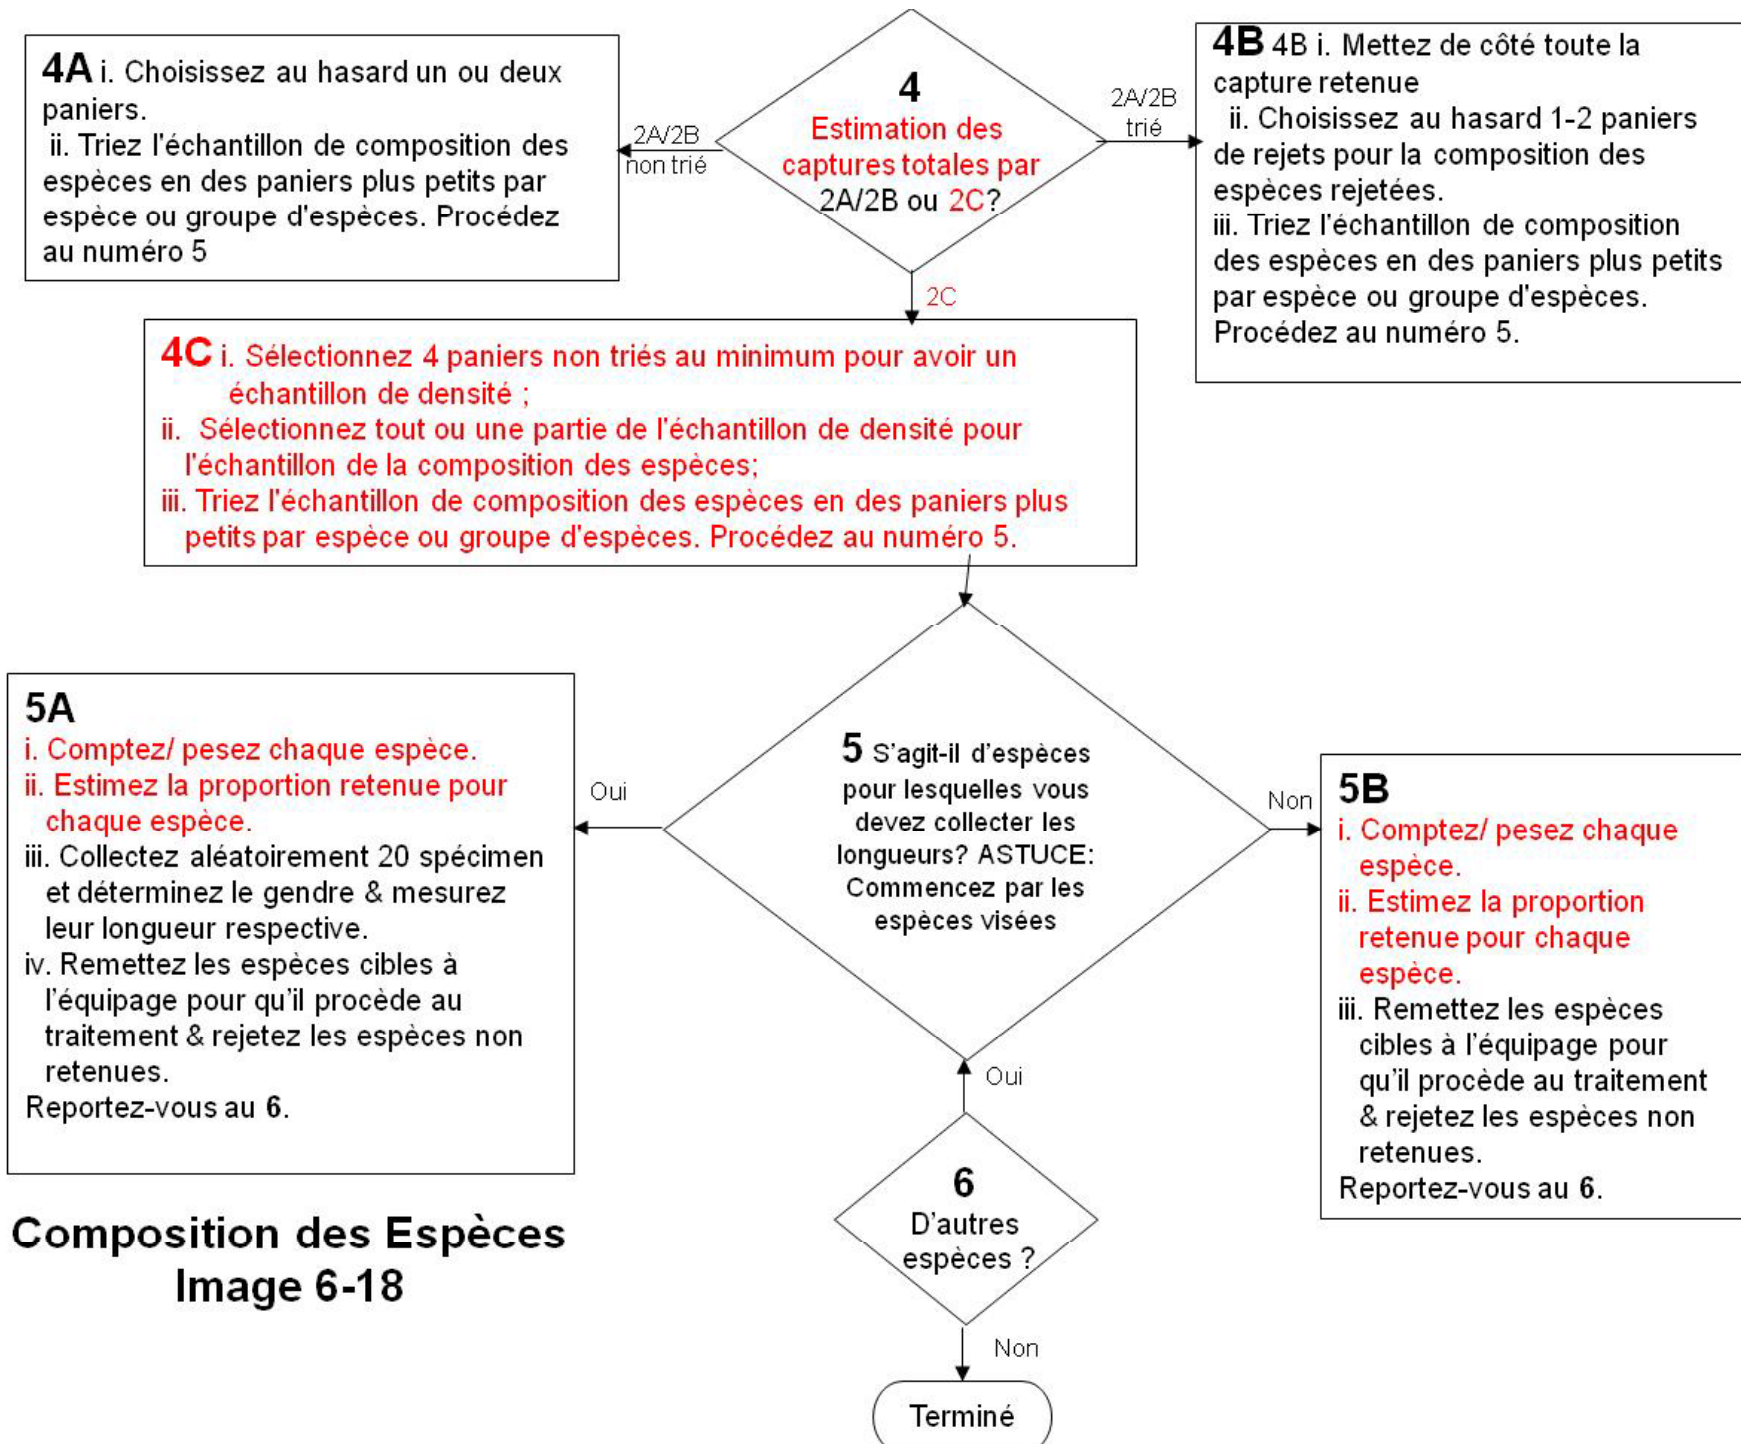 4A i. Choisissez au hasard un ou deux
paniers.
ii. Triez l'échantillon de composition des
espèces en des paniers plus petits par
espèce ou groupe d'espèces. Procédez
au numéro 5
2A/2B
non trié
4
Estimation des
captures totales par
2A/2B ou 2C?
2A/2B
trié
4B 4B i. Mettez de côté toute la
capture retenue
ii. Choisissez au hasard 1-2 paniers
de rejets pour la composition des
espèces rejetées.
iii. Triez l'échantillon de composition
des espèces en des paniers plus petits
par espèce ou groupe d'espèces.
Procédez au numéro 5.
2C
4C i. Sélectionnez 4 paniers non triés au minimum pour avoir un
échantillon de densité ;
ii. Sélectionnez tout ou une partie de l'échantillon de densité pour
l'échantillon de la composition des espèces;
iii. Triez l'échantillon de composition des espèces en des paniers plus
petits par espèce ou groupe d'espèces. Procédez au numéro 5.
5A
i. Comptez/ pesez chaque espèce.
ii. Estimez la proportion retenue pour
chaque espèce.
iii. Collectez aléatoirement 20 spécimen
et déterminez le gendre & mesurez
leur longueur respective.
iv. Remettez les espèces cibles à
l'équipage pour qu'il procède au
traitement & rejetez les espèces non
retenues.
Reportez-vous au 6.
Oui
5 S'agit-il d'espèces
pour lesquelles vous
devez collecter les
longueurs? ASTUCE:
Commencez par les
espèces visées
Non
5B
i. Comptez/ pesez chaque
espèce.
ii. Estimez la proportion
retenue pour chaque
espèce.
iii. Remettez les espèces
cibles à l'équipage pour
qu'il procède au traitement
& rejetez les espèces non
retenues.
Reportez-vous au 6.
Oui
6
D'autres
espèces ?
Non
Terminé
Composition des Espèces
Image 6-18